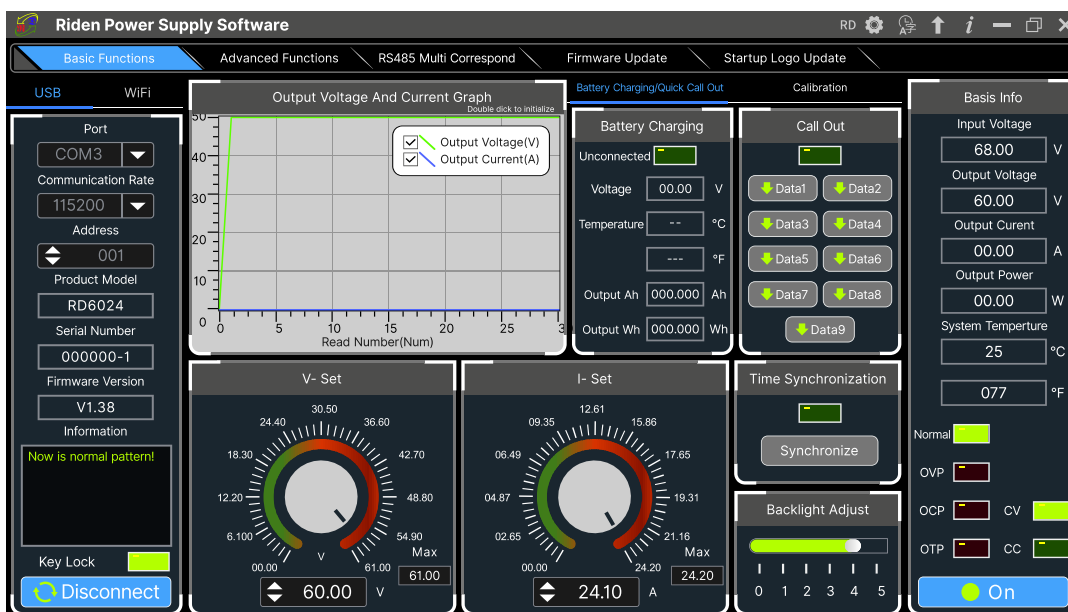 Riden Power Supply Software
RD
Basic Functions
Advanced Functions
RS485 Multi Correspond
Firmware Update
Startup Logo Update
USB
WiFi
Port
COM3
Communication Rate
115200
Address
001
Product Model
RD6024
Serial Number
000000-1
Firmware Version
V1.38
Information
Now is normal pattern!
Key Lock
Disconnect
Output Voltage And Current Graph
Double dick to initialize
50
40
30
20
10
0
0 5 10 15 20 25 3
Read Number(Num)
Output Voltage(V)
Output Current(A)
Battery Charging/Quick Call Out
Calibration
Battery Charging
Unconnected
Voltage 00.00 V
Temperature -- °C
--- °F
Output Ah 000.000 Ah
Output Wh 000.000 Wh
Call Out
Data1 Data2
Data3 Data4
Data5 Data6
Data7 Data8
Data9
V- Set
30.50
24.40 36.60
18.30 42.70
12.20 48.80
6.100 54.90
00.00 V 61.00
Max
61.00
60.00 V
I- Set
12.61
09.35 15.86
06.49 17.65
04.87 19.31
02.65 21.16
00.00 A 24.20
Max
24.20
24.10 A
Time Synchronization
Synchronize
Backlight Adjust
0 1 2 3 4 5
Basis Info
Input Voltage
68.00 V
Output Voltage
60.00 V
Output Curent
00.00 A
Output Power
00.00 W
System Temperture
25 °C
077 °F
Normal
OVP
OCP CV
OTP CC
On